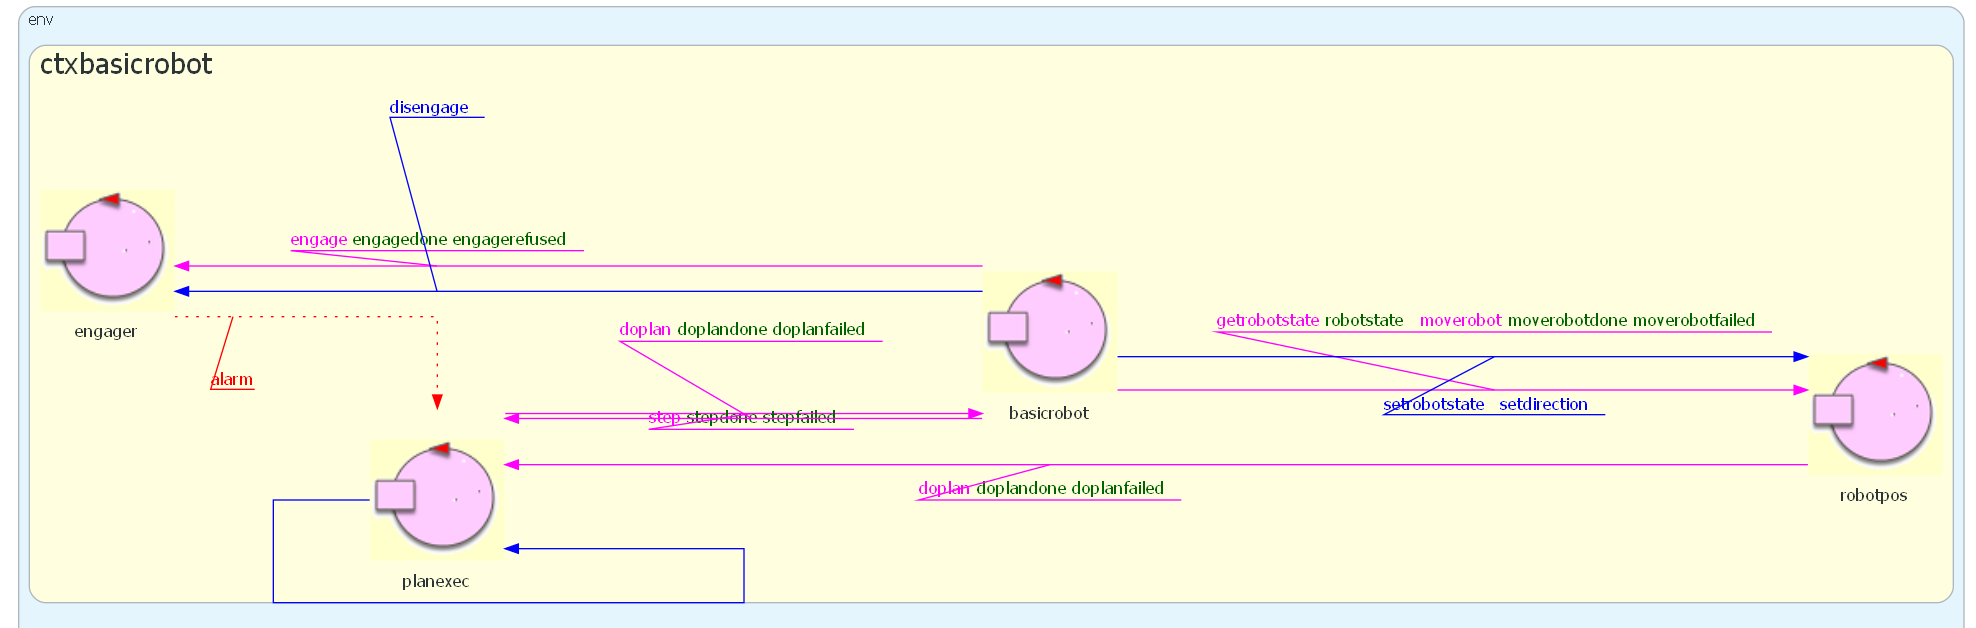 env
ctxbasicrobot
disengage
engage engagedone engagerefused
getrobotstate robotstate moverobot moverobotdone moverobotfailed
doplan doplandone doplanfailed
engager
alarm
setrobotstate setdirection
basicrobot
step stepdone stepfailed
doplan doplandone doplanfailed
robotpos
planexec